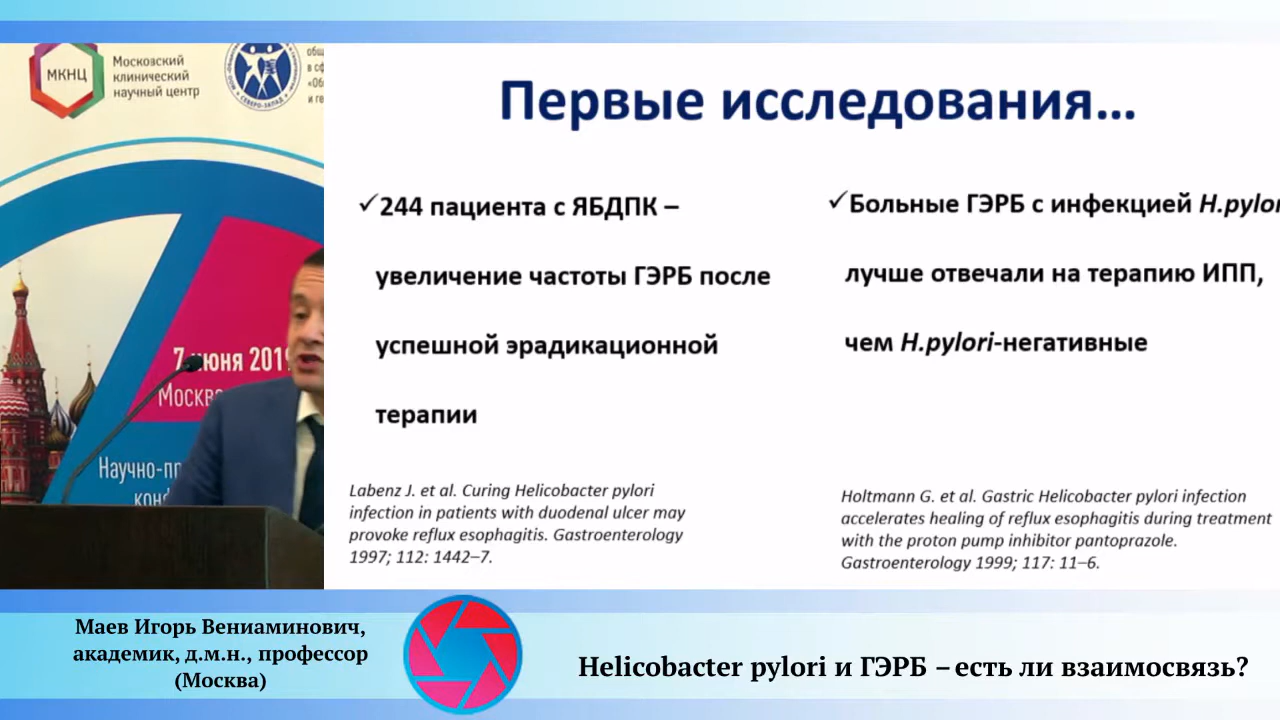 МКНЦ
Московский
клинический
научный центр
СЕВЕРО-ЗАПАД
7 июня 2019
Москва
Научно-пр
конф
Первые исследования...
✓244 пациента с ЯБДПК –
увеличение частоты ГЭРБ после
успешной эрадикационной
терапии
Labenz J. et al. Curing Helicobacter pylori
infection in patients with duodenal ulcer may
provoke reflux esophagitis. Gastroenterology
1997; 112: 1442–7.
✓Больные ГЭРБ с инфекцией H.pylori
лучше отвечали на терапию ИПП,
чем H.pylori-негативные
Holtmann G. et al. Gastric Helicobacter pylori infection
accelerates healing of reflux esophagitis during treatment
with the proton pump inhibitor pantoprazole.
Gastroenterology 1999; 117: 11–6.
Маев Игорь Вениаминович,
академик, д.м.н., профессор
(Москва)
Helicobacter pylori и ГЭРБ – есть ли взаимосвязь?